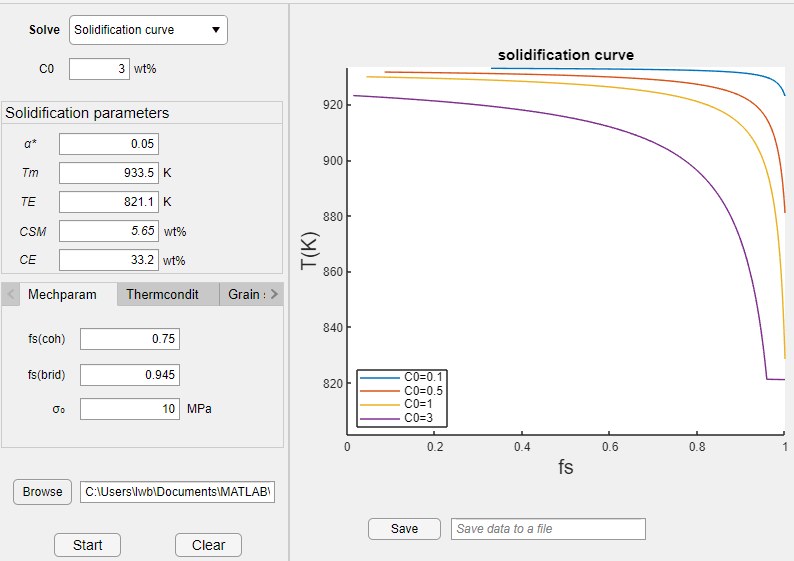 Solve Solidification curve
C0 3 wt%
Solidification parameters
α* 0.05
Tm 933.5 K
TE 821.1 K
CSM 5.65 wt%
CE 33.2 wt%
Mechparam Thermcondit Grain
fs(coh) 0.75
fs(brid) 0.945
σ₀ 10 MPa
Browse C:\Users\lwb\Documents\MATLAB\
Start Clear
solidification curve
920
900
880
860
840
820
T(K)
C0=0.1
C0=0.5
C0=1
C0=3
0 0.2 0.4 0.6 0.8 1
fs
Save Save data to a file